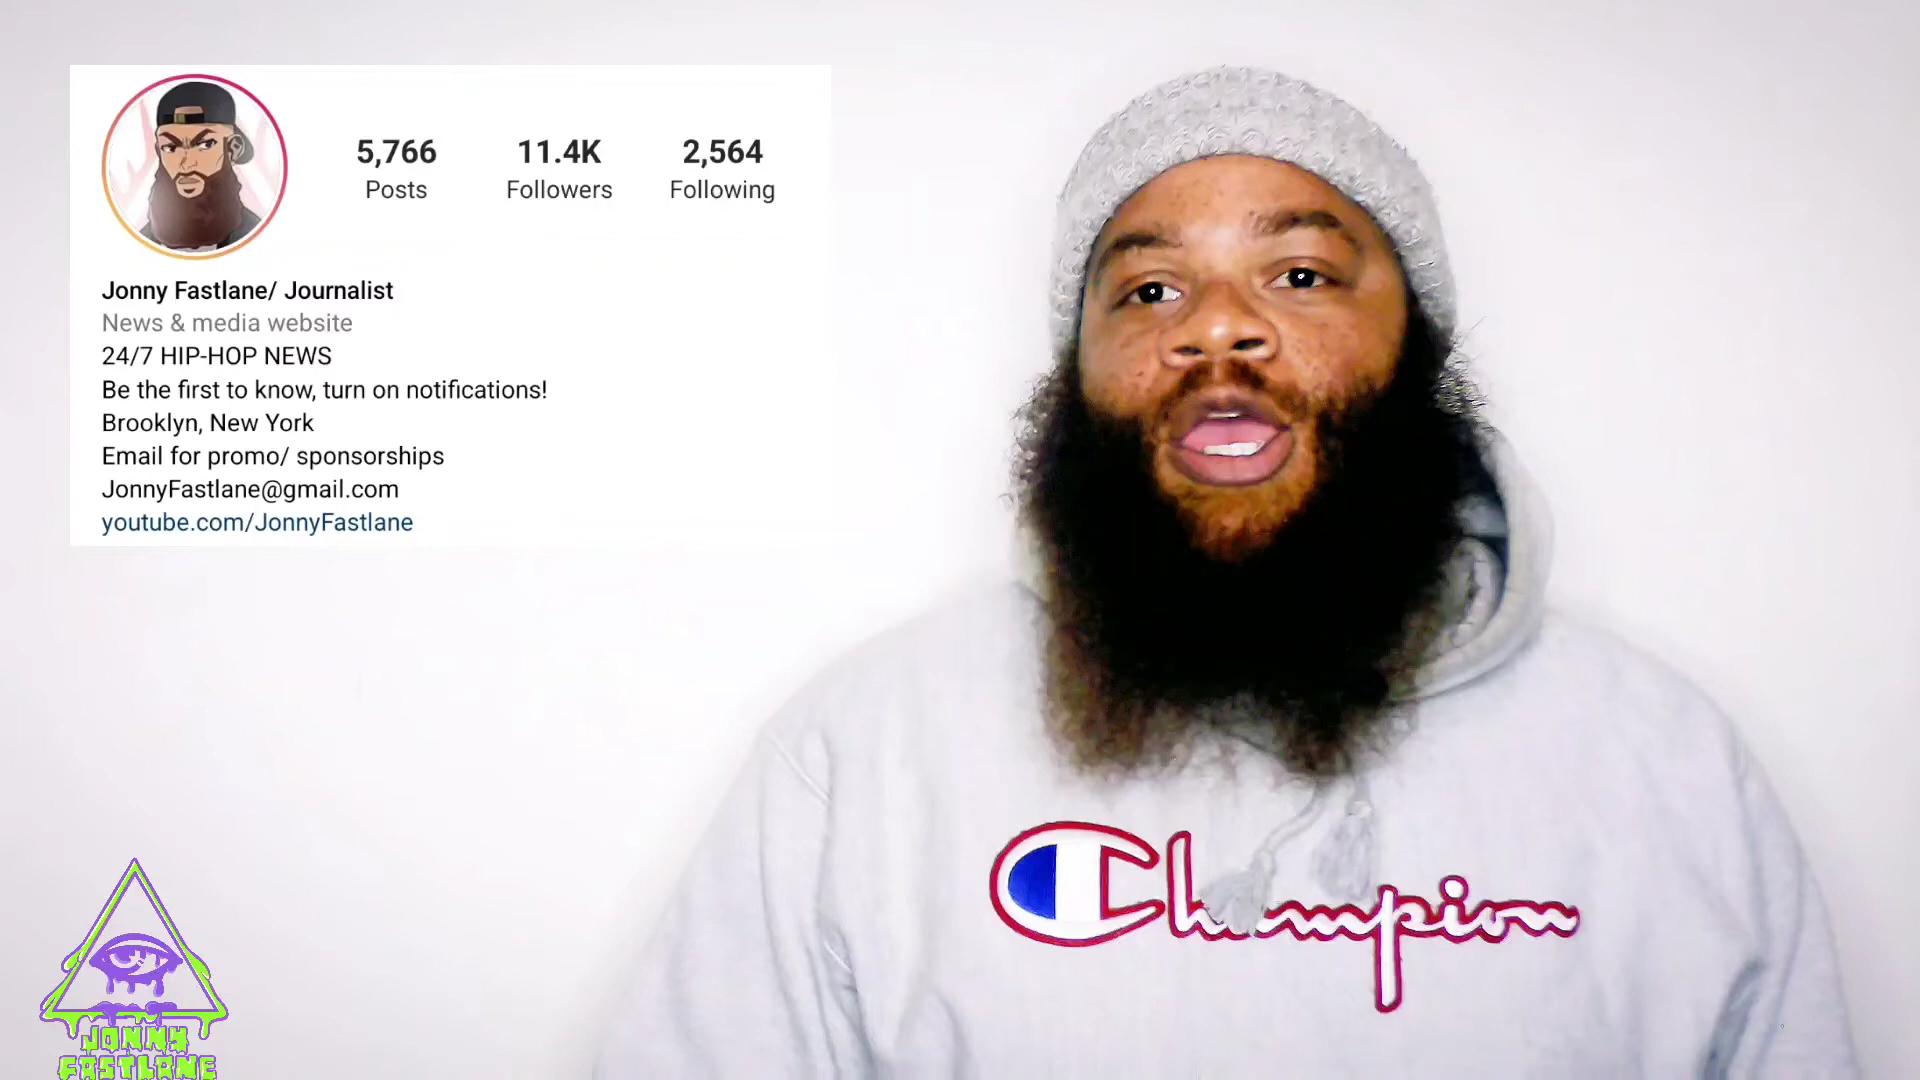 5,766 11.4K 2,564
Posts Followers Following
Jonny Fastlane/ Journalist
News & media website
24/7 HIP-HOP NEWS
Be the first to know, turn on notifications!
Brooklyn, New York
Email for promo/ sponsorships
JonnyFastlane@gmail.com
youtube.com/JonnyFastlane
Champion
JONNY
FASTLANE